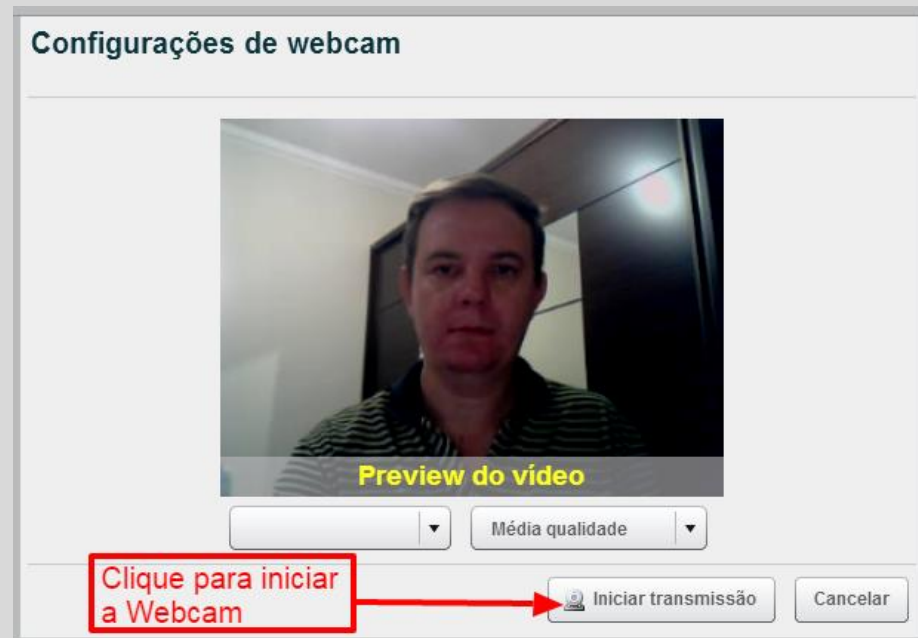 Configurações de webcam
Preview do vídeo
Média qualidade
Clique para iniciar
a Webcam
Iniciar transmissão
Cancelar